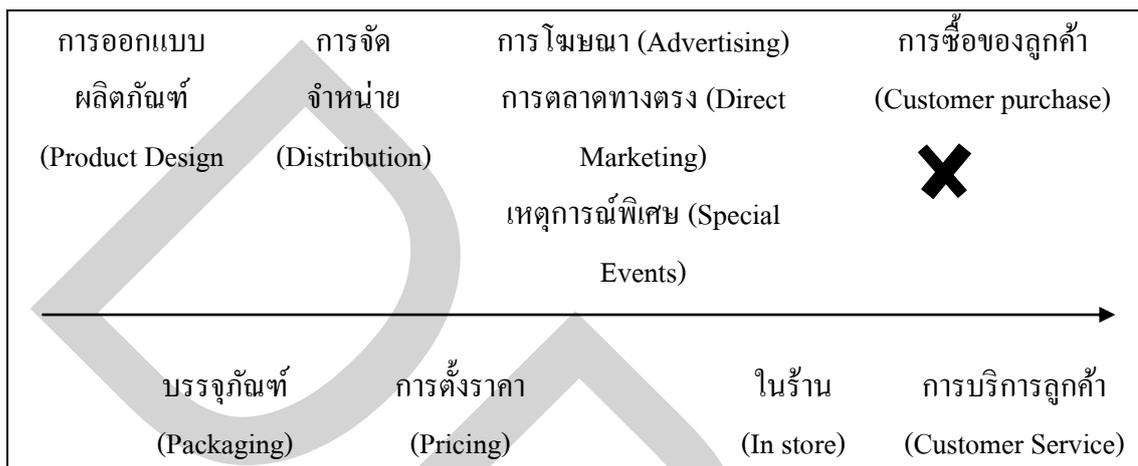 การออกแบบ
ผลิตภัณฑ์
(Product Design
การจัด
จำหน่าย
(Distribution)
การโฆษณา (Advertising)
การตลาดทางตรง (Direct
Marketing)
เหตุการณ์พิเศษ (Special
Events)
การซื้อของลูกค้า
(Customer purchase)
บรรจุภัณฑ์
(Packaging)
การตั้งราคา
(Pricing)
ในร้าน
(In store)
การบริการลูกค้า
(Customer Service)